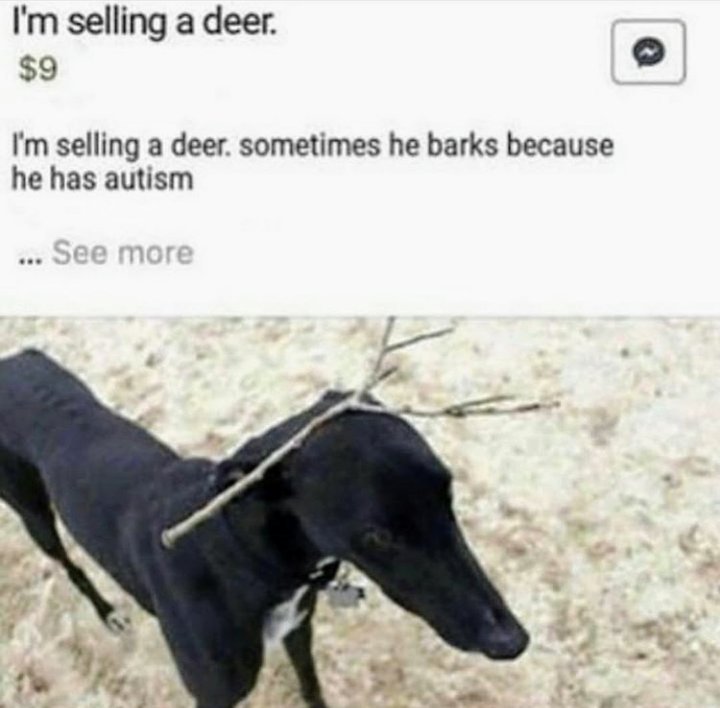 I'm selling a deer.
$9
I'm selling a deer. sometimes he barks because
he has autism
... See more